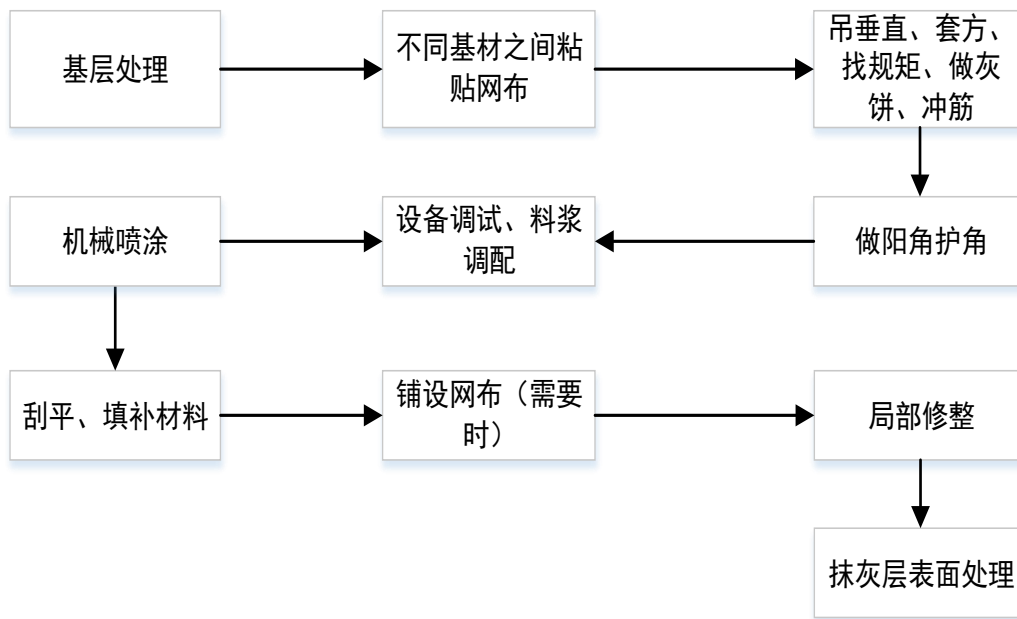 基层处理
不同基材之间粘
贴网布
吊垂直、套方、
找规矩、做灰
饼、冲筋
机械喷涂
设备调试、料浆
调配
做阳角护角
刮平、填补材料
铺设网布（需要
时）
局部修整
抹灰层表面处理